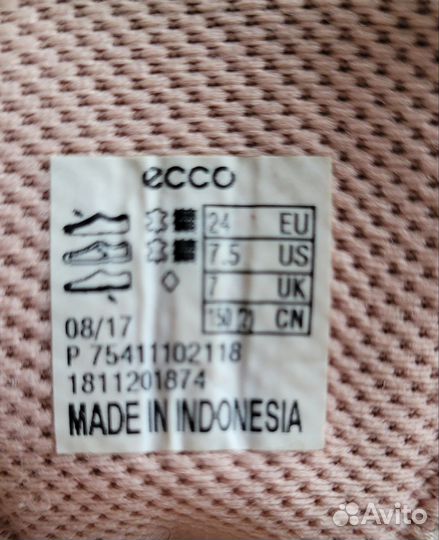 ecco
24 EU
7.5 US
7 UK
150(2) CN
08/17
P 75411102118
1811201874
MADE IN INDONESIA
Avito